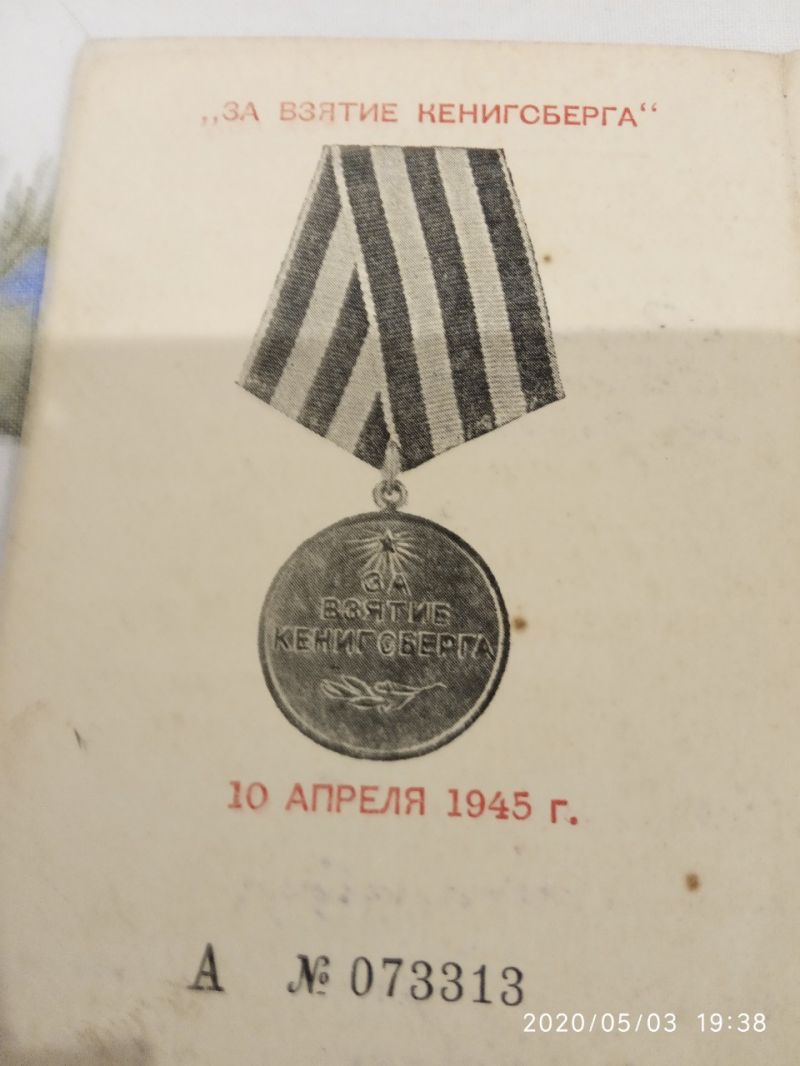 „ЗА ВЗЯТИЕ КЕНИГСБЕРГА“
ЗА
ВЗЯТИЕ
КЕНИГСБЕРГА
10 АПРЕЛЯ 1945 г.
А № 073313
2020/05/03 19:38